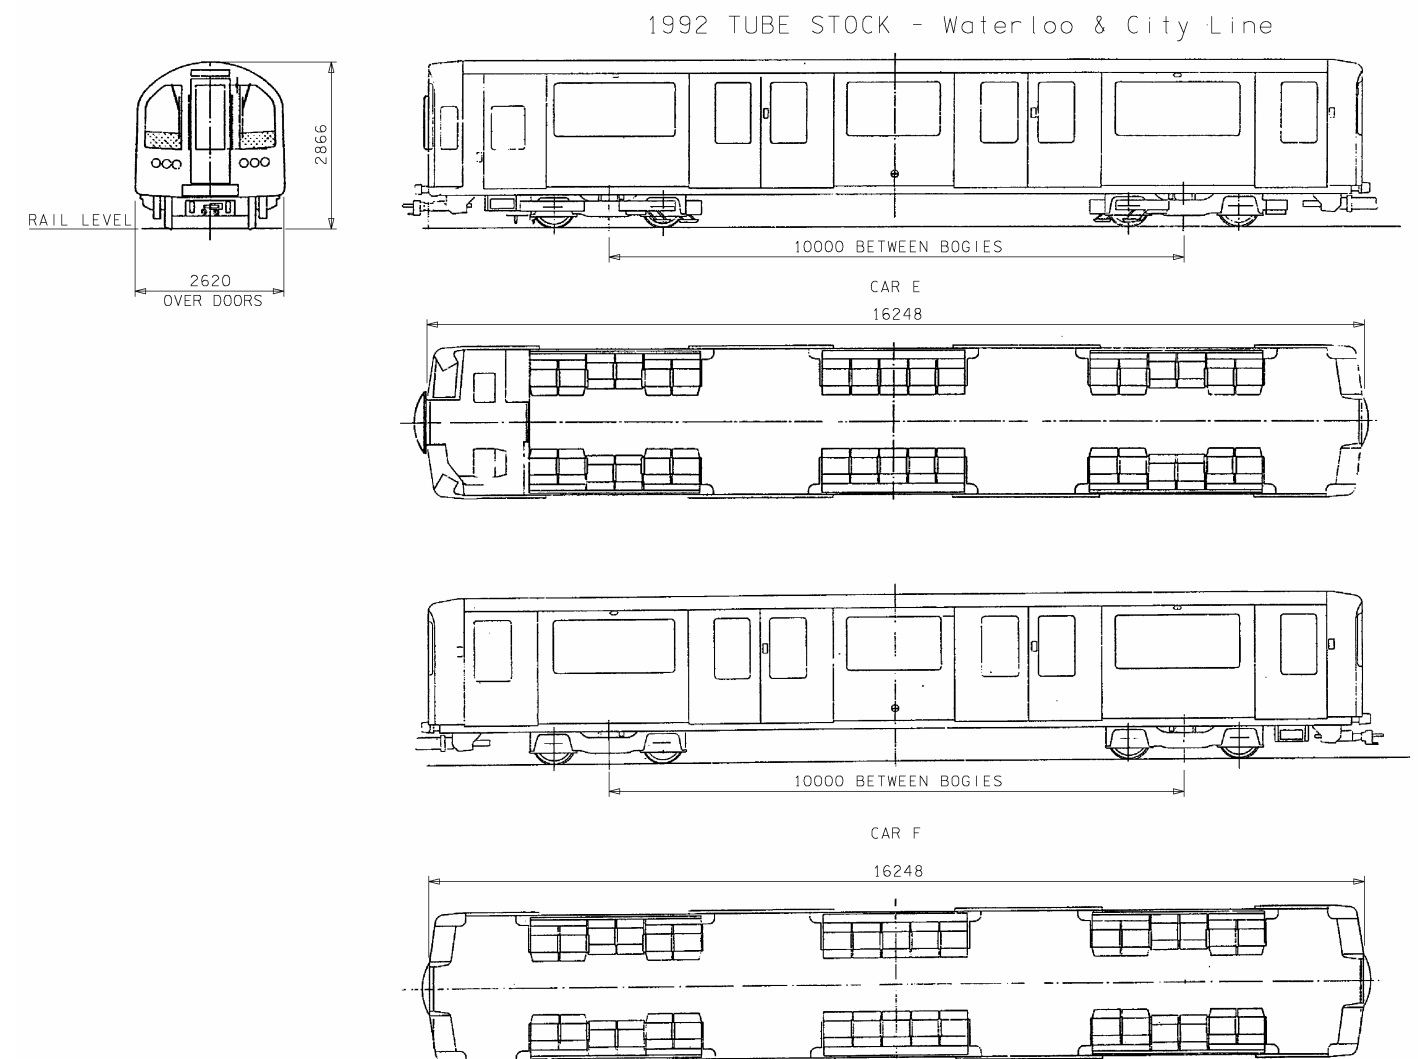 1992 TUBE STOCK - Waterloo & City Line
2866
RAIL LEVEL
2620
OVER DOORS
10000 BETWEEN BOGIES
CAR E
16248
10000 BETWEEN BOGIES
CAR F
16248